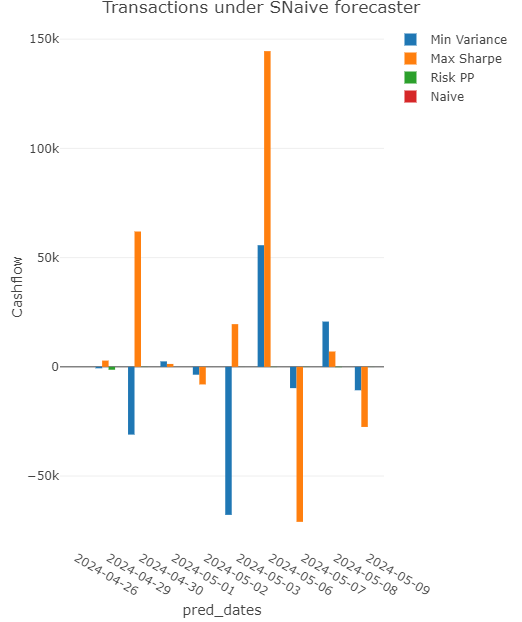 Transactions under SNaive forecaster
Min Variance
Max Sharpe
Risk PP
Naive
150k
100k
50k
0
−50k
Cashflow
2024-04-26
2024-04-29
2024-04-30
2024-05-01
2024-05-02
2024-05-03
2024-05-06
2024-05-07
2024-05-08
2024-05-09
pred_dates